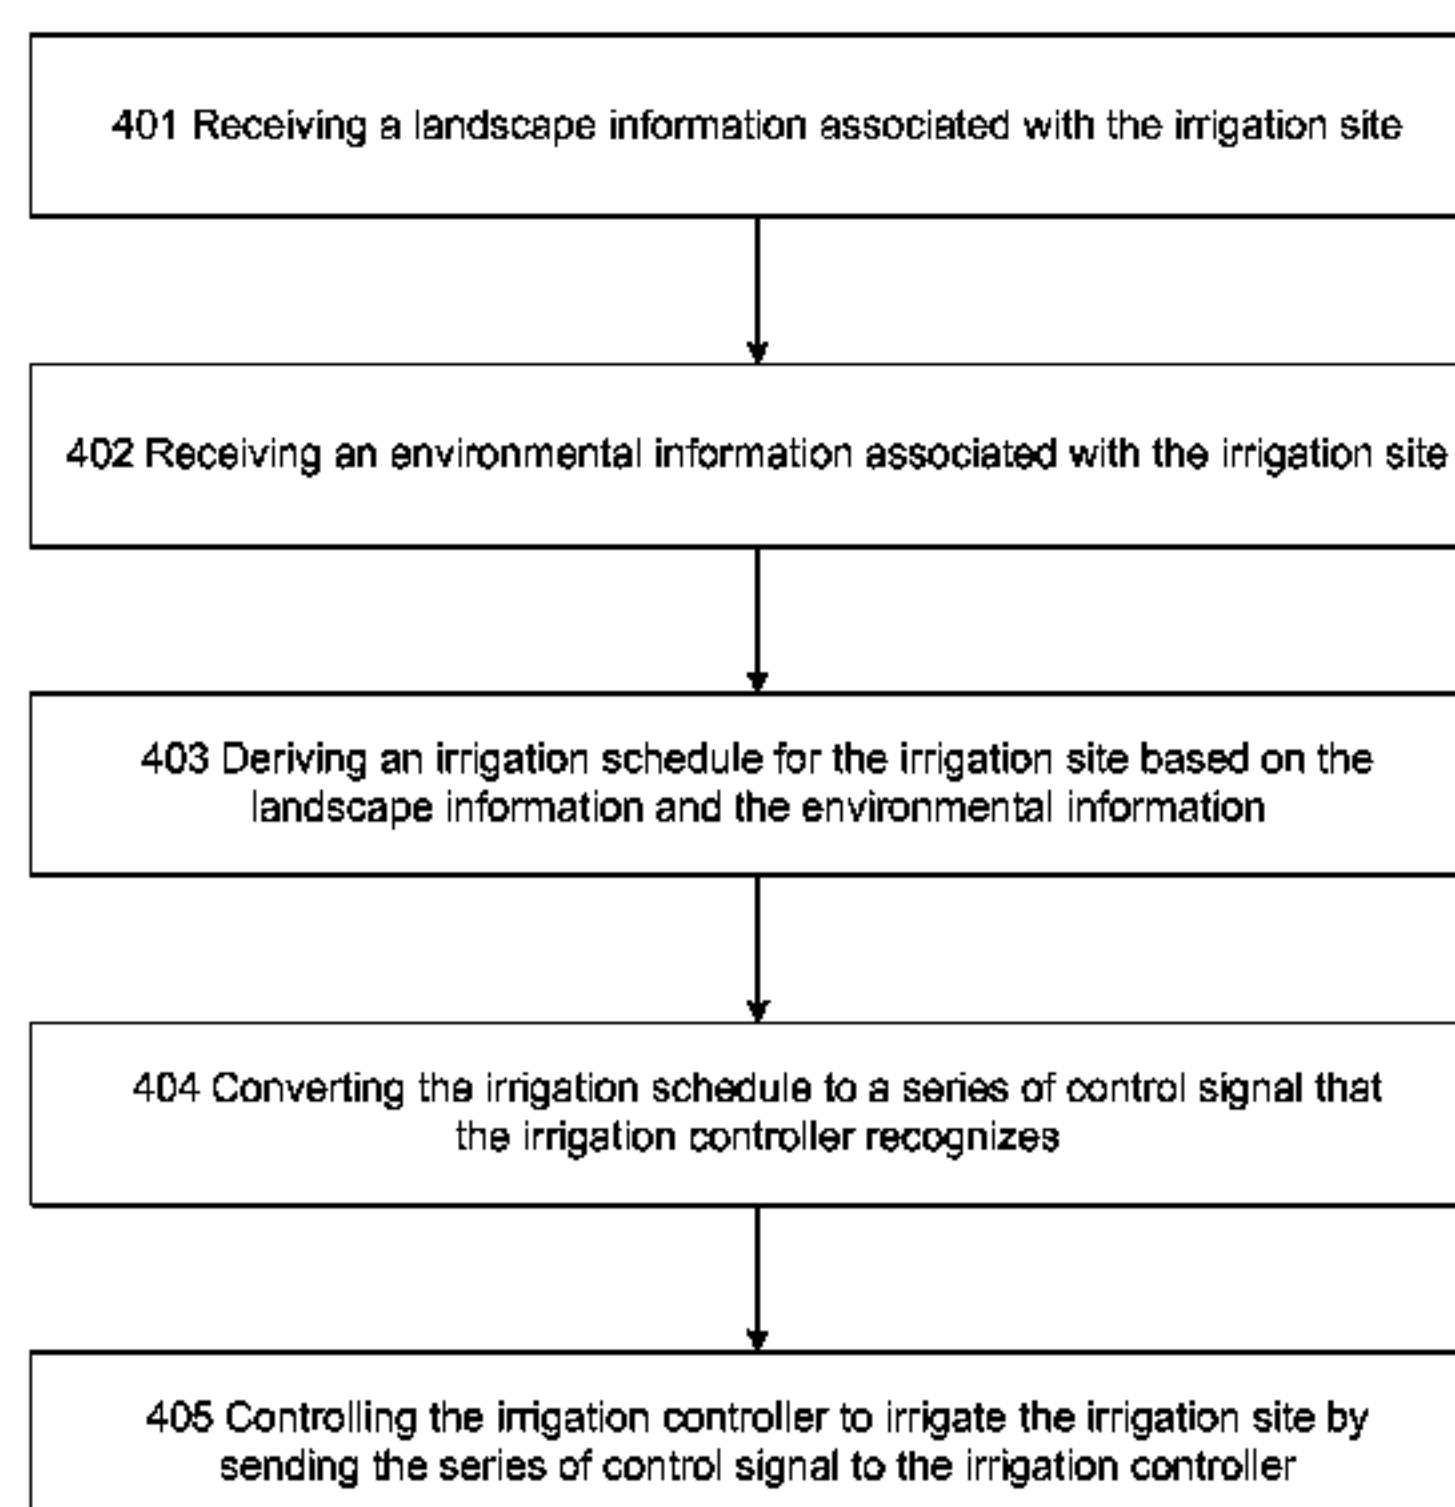 401 Receiving a landscape information associated with the irrigation site
402 Receiving an environmental information associated with the irrigation site
403 Deriving an irrigation schedule for the irrigation site based on the
landscape information and the environmental information
404 Converting the irrigation schedule to a series of control signal that
the irrigation controller recognizes
405 Controlling the irrigation controller to irrigate the irrigation site by
sending the series of control signal to the irrigation controller